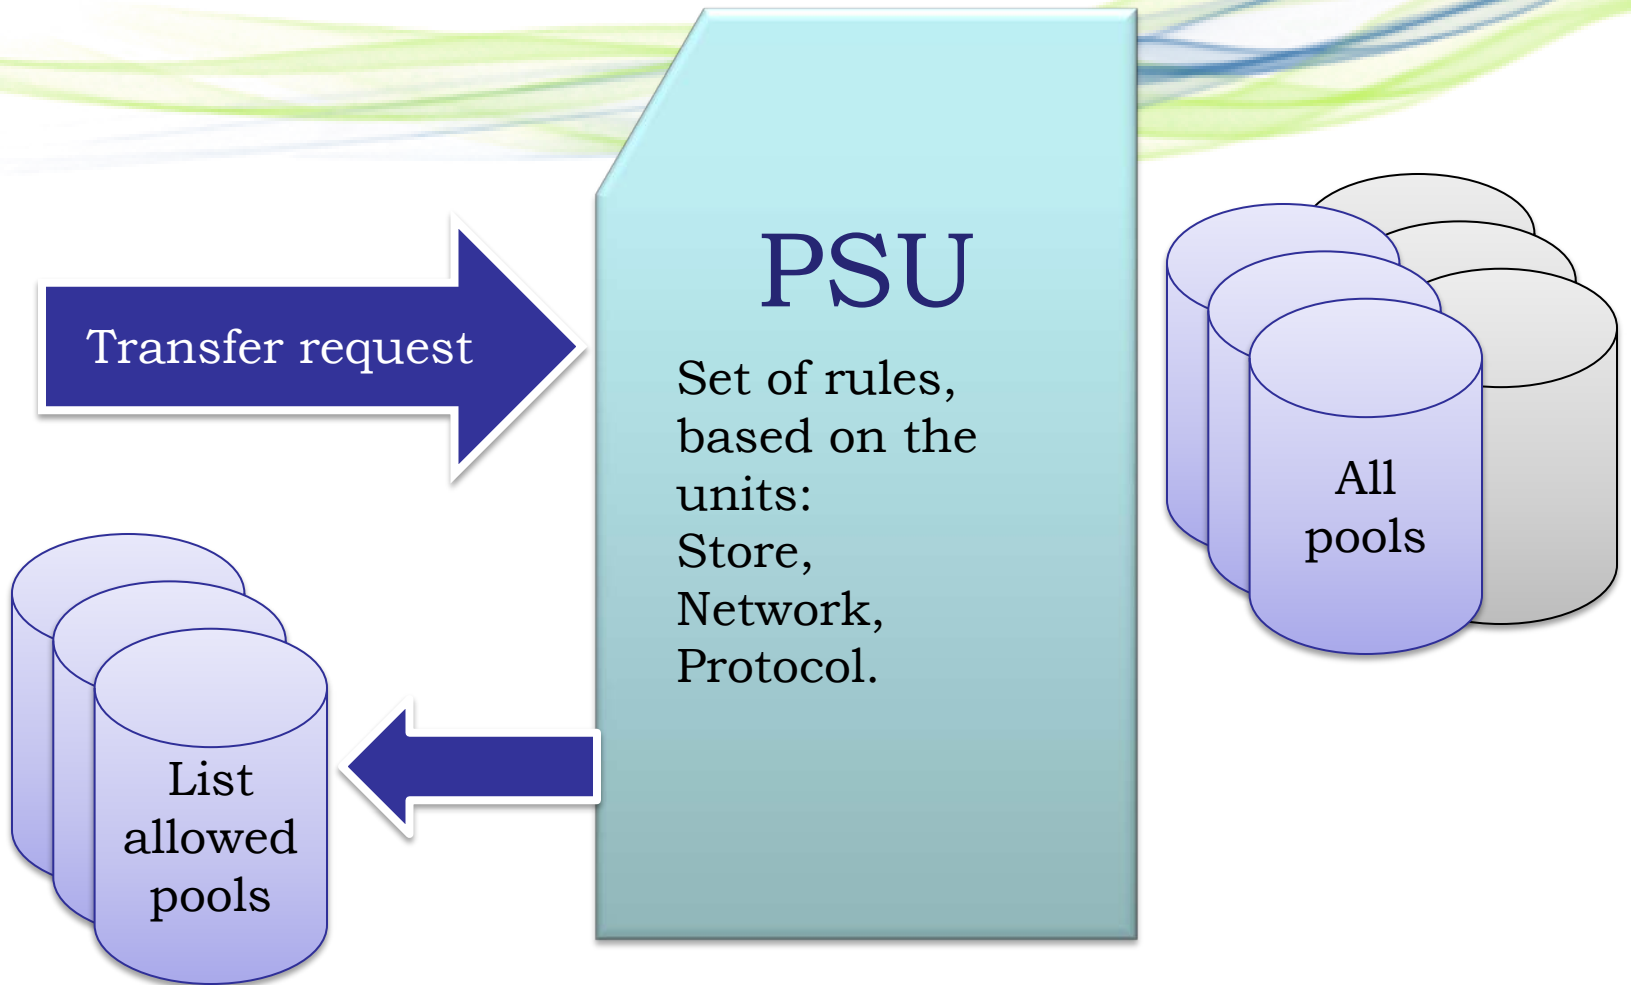 Transfer request
PSU
Set of rules,
based on the
units:
Store,
Network,
Protocol.
All
pools
List
allowed
pools